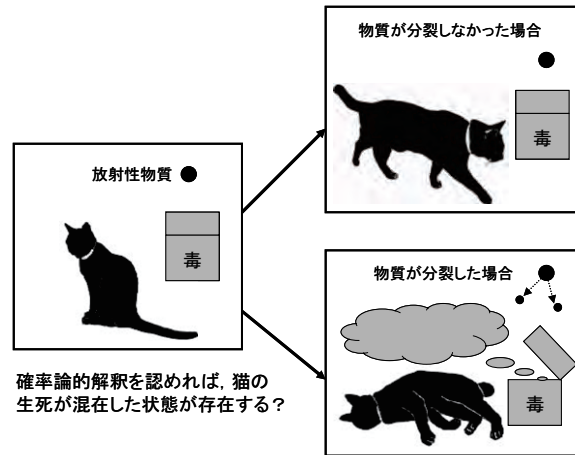 物質が分裂しなかった場合
毒
放射性物質
毒
物質が分裂した場合
毒
確率論的解釈を認めれば，猫の
生死が混在した状態が存在する？